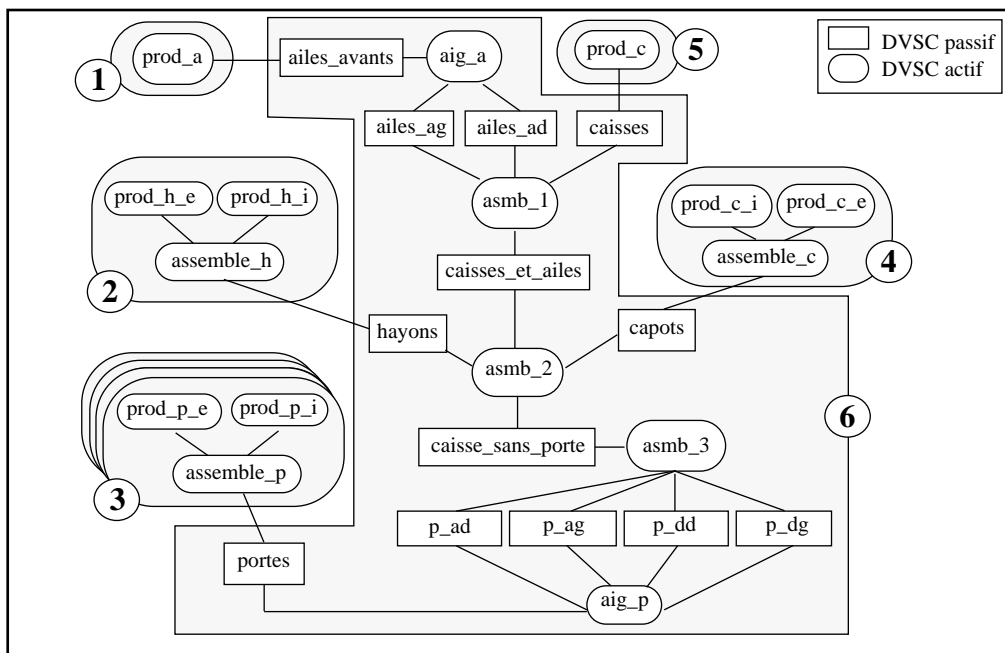 prod_a
ailes_avants
aig_a
prod_c
5
DVSC passif
DVSC actif
1
ailes_ag
ailes_ad
caisses
prod_h_e
prod_h_i
asmb_1
prod_c_i
prod_c_e
assemble_h
caisses_et_ailes
assemble_c
2
4
hayons
capots
asmb_2
prod_p_e
prod_p_i
6
caisse_sans_porte
asmb_3
assemble_p
3
p_ad
p_ag
p_dd
p_dg
portes
aig_p